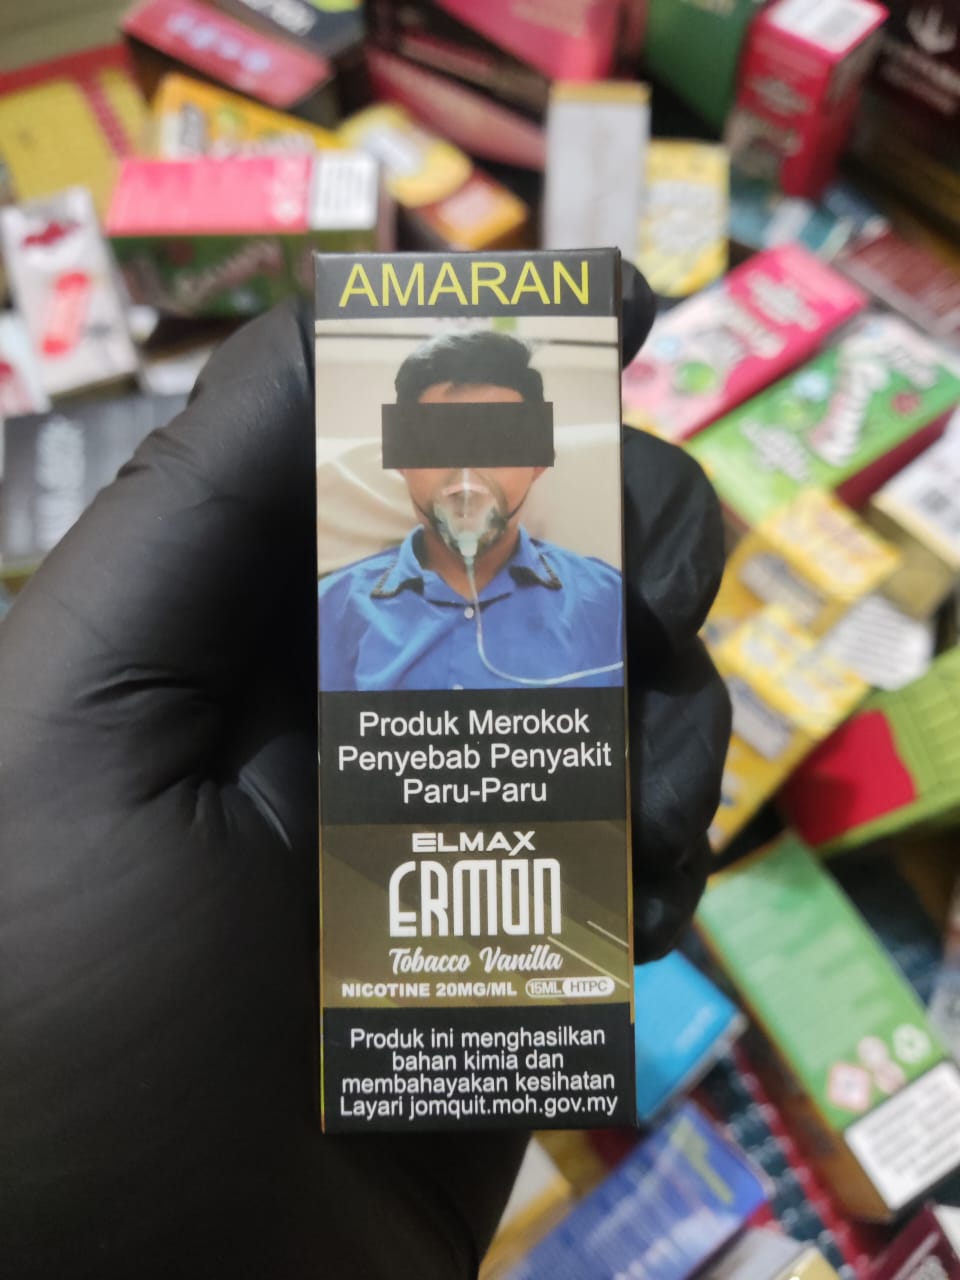 AMARAN
Produk Merokok
Penyebab Penyakit
Paru-Paru
ELMAX
ERMON
Tobacco Vanilla
NICOTINE 20MG/ML 15ML HTPC
Produk ini menghasilkan
bahan kimia dan
membahayakan kesihatan
Layari jomquit.moh.gov.my